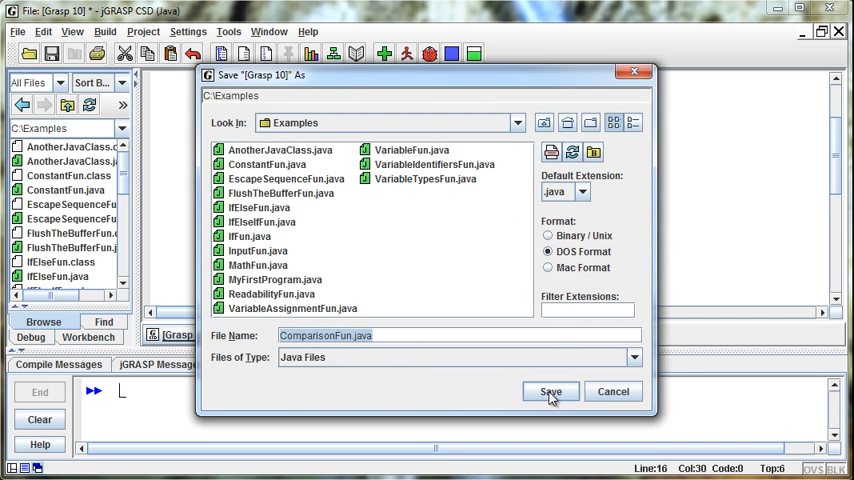 File: [Grasp 10] * - jGRASP CSD (Java)
File Edit View Build Project Settings Tools Window Help
All Files Sort B...
C:\Examples
AnotherJavaClass.c
AnotherJavaClass.ja
ConstantFun.class
ConstantFun.java
EscapeSequenceFu
EscapeSequenceFu
FlushTheBufferFun.
FlushTheBufferFun.
IfElseFun.class
IfElseFun.java
Browse Find
Debug Workbench
[Grasp
Save "[Grasp 10]" As
C:\Examples
Look In: Examples
AnotherJavaClass.java
ConstantFun.java
EscapeSequenceFun.java
FlushTheBufferFun.java
IfElseFun.java
IfElseIfFun.java
IfFun.java
InputFun.java
MathFun.java
MyFirstProgram.java
ReadabilityFun.java
VariableAssignmentFun.java
VariableFun.java
VariableIdentifiersFun.java
VariableTypesFun.java
Default Extension:
.java
Format:
Binary / Unix
DOS Format
Mac Format
Filter Extensions:
File Name: ComparisonFun.java
Files of Type: Java Files
Save Cancel
Compile Messages jGRASP Messag
End
Clear
Help
Line:16 Col:30 Code:0 Top:6 OVS BLK